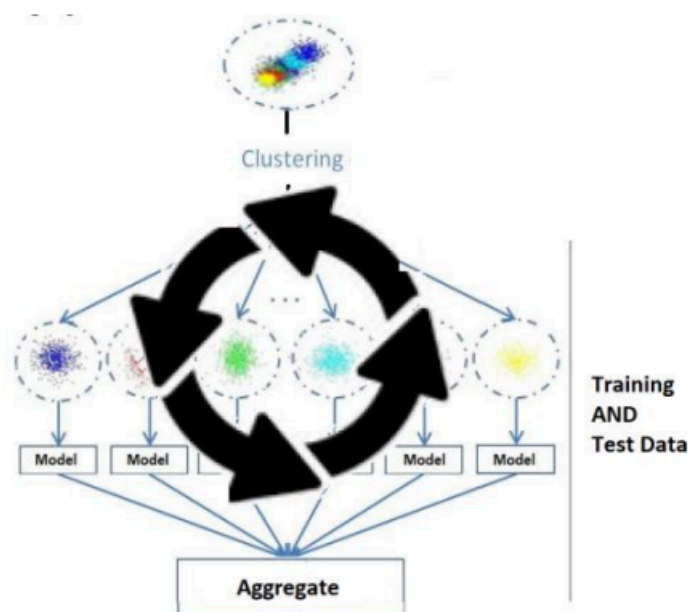 Clustering
...
Training
AND
Test Data
Model
Model
Model
Model
Aggregate